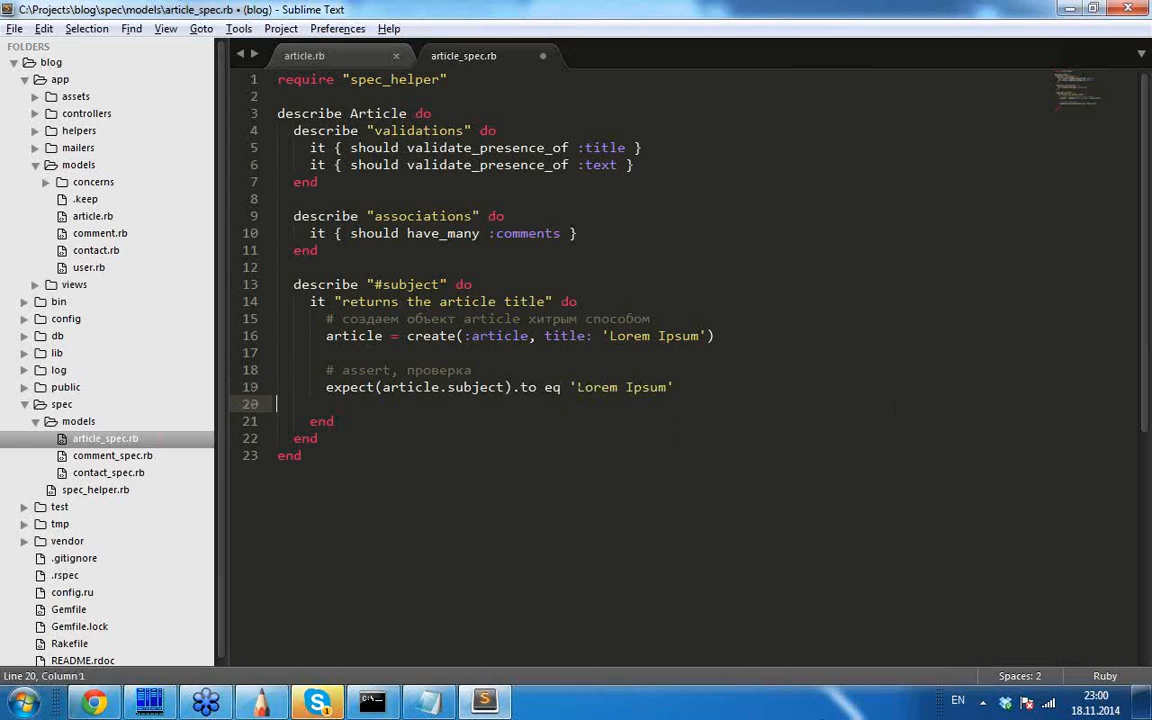 C:\Projects\blog\spec\models\article_spec.rb • (blog) - Sublime Text
File Edit Selection Find View Goto Tools Project Preferences Help
FOLDERS
blog
app
assets
controllers
helpers
mailers
models
concerns
.keep
article.rb
comment.rb
contact.rb
user.rb
views
bin
config
db
lib
log
public
spec
models
article_spec.rb
comment_spec.rb
contact_spec.rb
spec_helper.rb
test
tmp
vendor
.gitignore
.rspec
config.ru
Gemfile
Gemfile.lock
Rakefile
README.rdoc
article.rb article_spec.rb
1 require "spec_helper"
2
3 describe Article do
4 describe "validations" do
5 it { should validate_presence_of :title }
6 it { should validate_presence_of :text }
7 end
8
9 describe "associations" do
10 it { should have_many :comments }
11 end
12
13 describe "#subject" do
14 it "returns the article title" do
15 # создаем объект article хитрым способом
16 article = create(:article, title: 'Lorem Ipsum')
17
18 # assert, проверка
19 expect(article.subject).to eq 'Lorem Ipsum'
20
21 end
22 end
23 end
Line 20, Column 1 Spaces: 2 Ruby
EN 23:00
18.11.2014